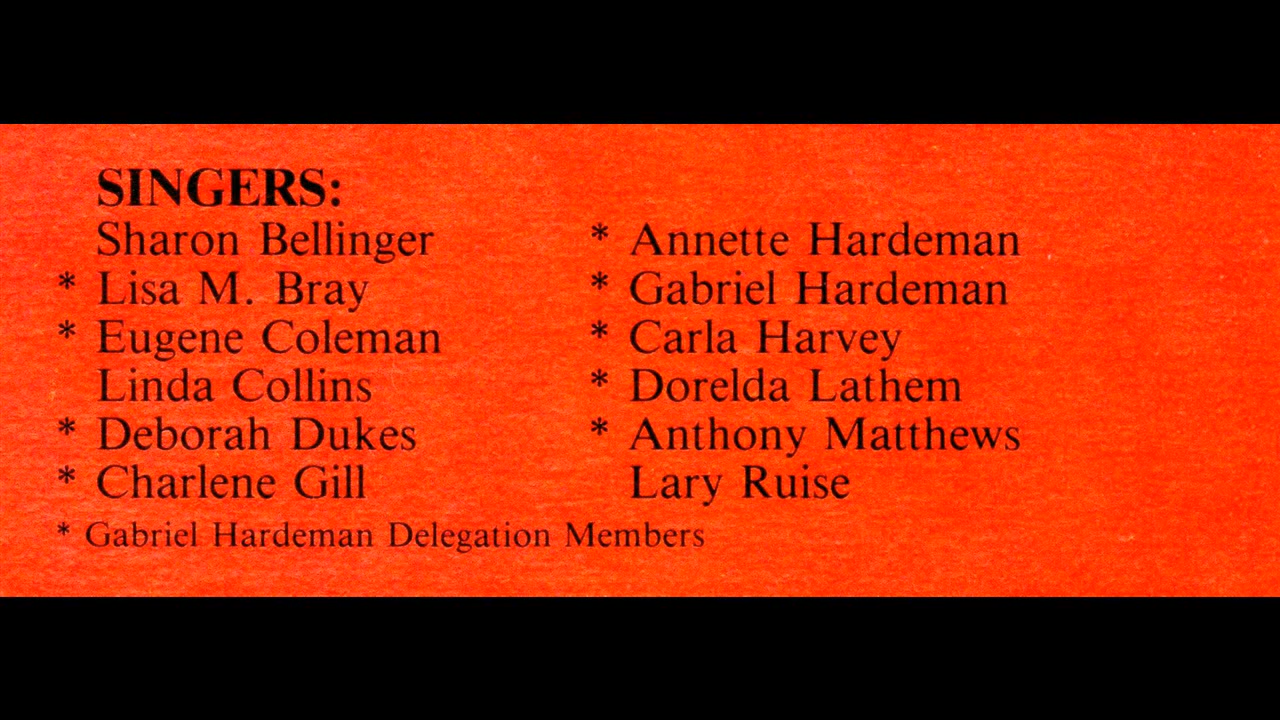 SINGERS:
Sharon Bellinger
* Lisa M. Bray
* Eugene Coleman
Linda Collins
* Deborah Dukes
* Charlene Gill
* Annette Hardeman
* Gabriel Hardeman
* Carla Harvey
* Dorelda Lathem
* Anthony Matthews
Lary Ruise
* Gabriel Hardeman Delegation Members